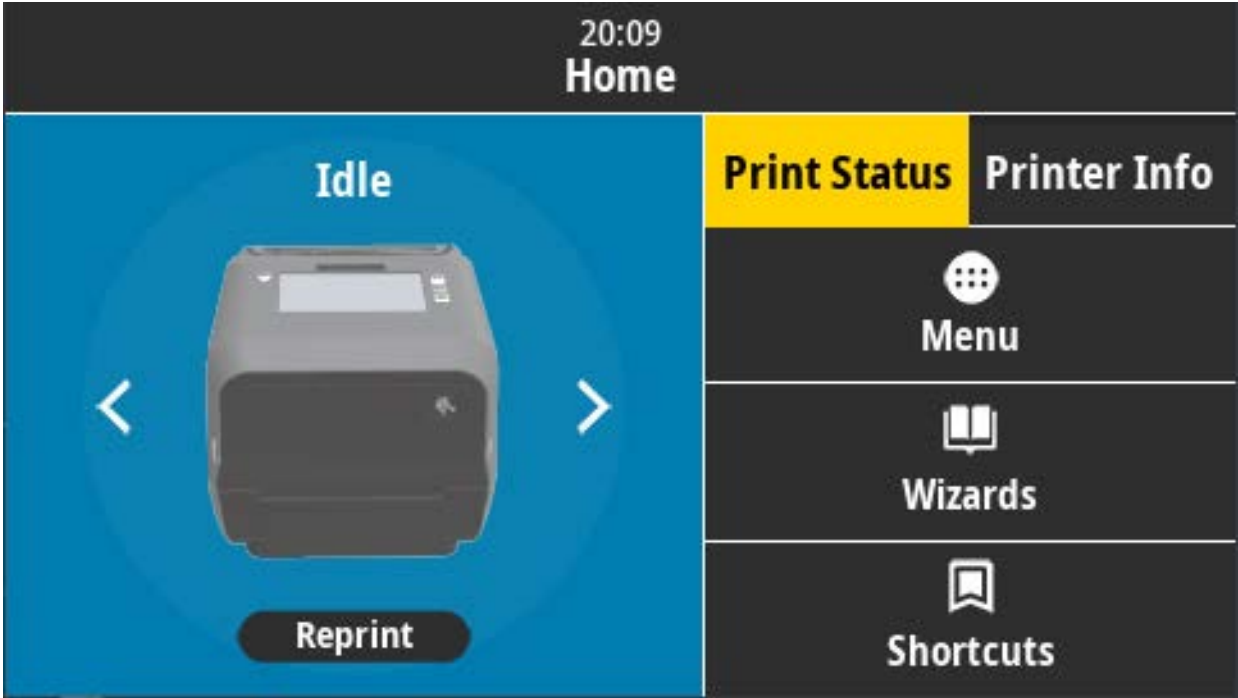 20:09
Home
Idle
Print Status
Printer Info
Menu
Wizards
Reprint
Shortcuts